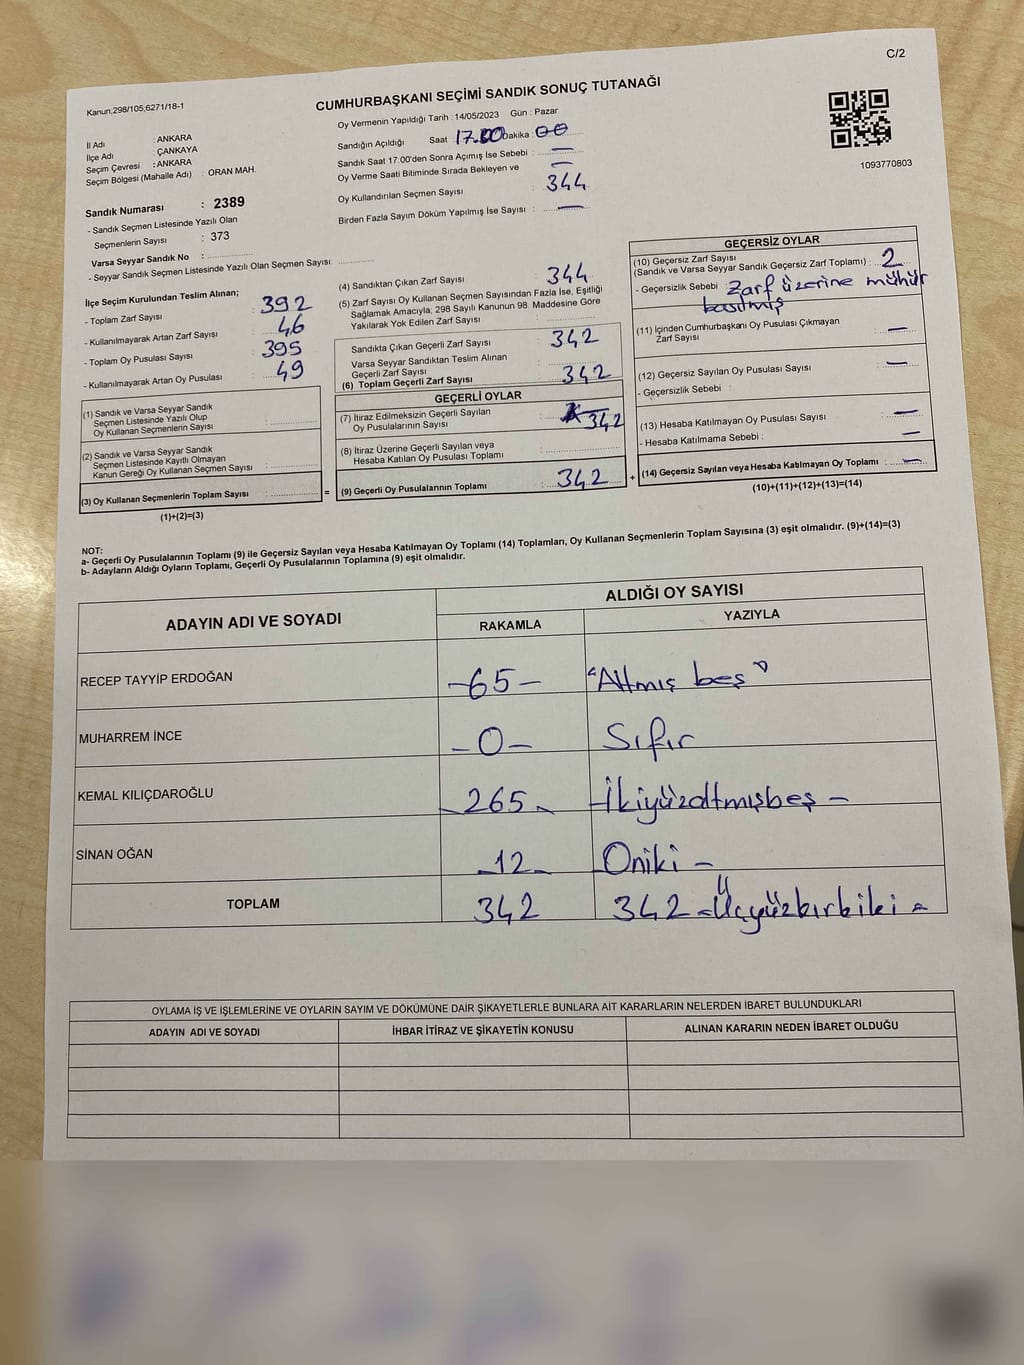 C/2
Kanun:298/105;6271/18-1
CUMHURBAŞKANI SEÇİMİ SANDIK SONUÇ TUTANAĞI
İl Adı : ANKARA
İlçe Adı : ÇANKAYA
Seçim Çevresi : ANKARA
Seçim Bölgesi (Mahalle Adı) : ORAN MAH.
Oy Vermenin Yapıldığı Tarih : 14/05/2023 Gün : Pazar
Sandığın Açıldığı Saat 17.00 Dakika : 00
Sandık Saat 17:00'den Sonra Açımış İse Sebebi : —
Oy Verme Saati Bitiminde Sırada Bekleyen ve —
Oy Kullandırılan Seçmen Sayısı : 344
Birden Fazla Sayım Döküm Yapılmış İse Sayısı : —
1093770803
Sandık Numarası : 2389
- Sandık Seçmen Listesinde Yazılı Olan
Seçmenlerin Sayısı : 373
Varsa Seyyar Sandık No :
- Seyyar Sandık Seçmen Listesinde Yazılı Olan Seçmen Sayısı:
İlçe Seçim Kurulundan Teslim Alınan;
- Toplam Zarf Sayısı : 392
- Kullanılmayarak Artan Zarf Sayısı : 46
- Toplam Oy Pusulası Sayısı : 395
- Kullanılmayarak Artan Oy Pusulası : 49
(1) Sandık ve Varsa Seyyar Sandık
Seçmen Listesinde Yazılı Olup
Oy Kullanan Seçmenlerin Sayısı :
(2) Sandık ve Varsa Seyyar Sandık
Seçmen Listesinde Kayıtlı Olmayan
Kanun Gereği Oy Kullanan Seçmen Sayısı :
(3) Oy Kullanan Seçmenlerin Toplam Sayısı : =
(1)+(2)=(3)
(4) Sandıktan Çıkan Zarf Sayısı : 344
(5) Zarf Sayısı Oy Kullanan Seçmen Sayısından Fazla İse, Eşitliği
Sağlamak Amacıyla; 298 Sayılı Kanunun 98. Maddesine Göre
Yakılarak Yok Edilen Zarf Sayısı :
Sandıkta Çıkan Geçerli Zarf Sayısı : 342
Varsa Seyyar Sandıktan Teslim Alınan
Geçerli Zarf Sayısı :
(6) Toplam Geçerli Zarf Sayısı : 342
GEÇERLİ OYLAR
(7) İtiraz Edilmeksizin Geçerli Sayılan
Oy Pusulalarının Sayısı : 342
(8) İtiraz Üzerine Geçerli Sayılan veya
Hesaba Katılan Oy Pusulası Toplamı :
(9) Geçerli Oy Pusulalarının Toplamı : 342 +
GEÇERSİZ OYLAR
(10) Geçersiz Zarf Sayısı
(Sandık ve Varsa Seyyar Sandık Geçersiz Zarf Toplamı) : 2
- Geçersizlik Sebebi : Zarf üzerine mühür
basılmış
(11) İçinden Cumhurbaşkanı Oy Pusulası Çıkmayan
Zarf Sayısı : —
(12) Geçersiz Sayılan Oy Pusulası Sayısı : —
- Geçersizlik Sebebi :
(13) Hesaba Katılmayan Oy Pusulası Sayısı : —
- Hesaba Katılmama Sebebi : —
(14) Geçersiz Sayılan veya Hesaba Katılmayan Oy Toplamı : —
(10)+(11)+(12)+(13)=(14)
NOT:
a- Geçerli Oy Pusulalarının Toplamı (9) ile Geçersiz Sayılan veya Hesaba Katılmayan Oy Toplamı (14) Toplamları, Oy Kullanan Seçmenlerin Toplam Sayısına (3) eşit olmalıdır. (9)+(14)=(3)
b- Adayların Aldığı Oyların Toplamı, Geçerli Oy Pusulalarının Toplamına (9) eşit olmalıdır.
ADAYIN ADI VE SOYADI
ALDIĞI OY SAYISI
RAKAMLA YAZIYLA
RECEP TAYYİP ERDOĞAN -65- "Altmış beş"
MUHARREM İNCE -0- Sıfır
KEMAL KILIÇDAROĞLU -265- -İkiyüzaltmışbeş-
SİNAN OĞAN -12- Oniki-
TOPLAM 342 342-Üçyüzkırkiki-
OYLAMA İŞ VE İŞLEMLERİNE VE OYLARIN SAYIM VE DÖKÜMÜNE DAİR ŞİKAYETLERLE BUNLARA AİT KARARLARIN NELERDEN İBARET BULUNDUKLARI
ADAYIN ADI VE SOYADI İHBAR İTİRAZ VE ŞİKAYETİN KONUSU ALINAN KARARIN NEDEN İBARET OLDUĞU